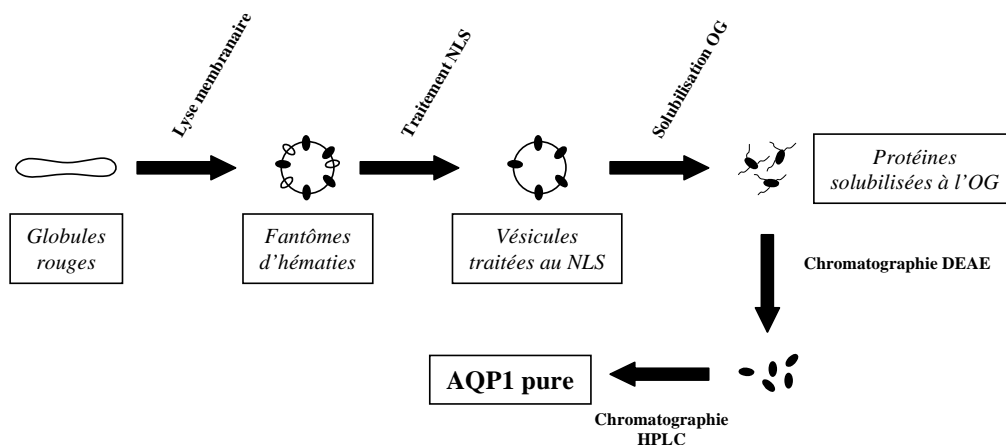 Lyse membranaire
Traitement NLS
Solubilisation OG
Globules
rouges
Fantômes
d'hématies
Vésicules
traitées au NLS
Protéines
solubilisées à l'OG
Chromatographie DEAE
AQP1 pure
Chromatographie
HPLC